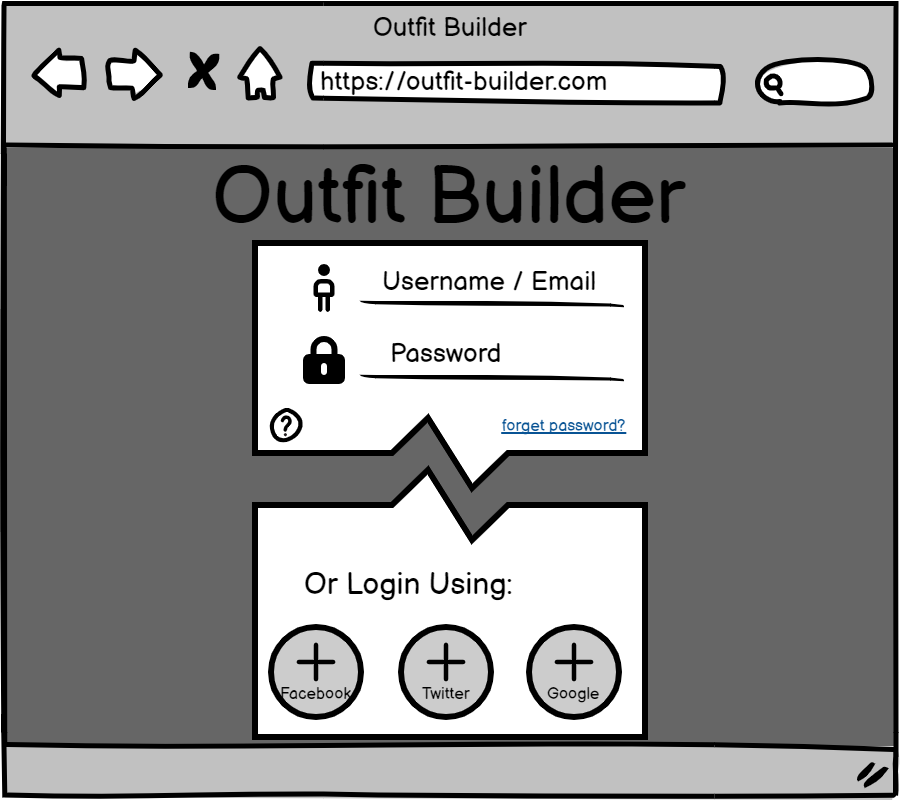 Outfit Builder
https://outfit-builder.com
Outfit Builder
Username / Email
Password
?
forget password?
Or Login Using:
Facebook Twitter Google